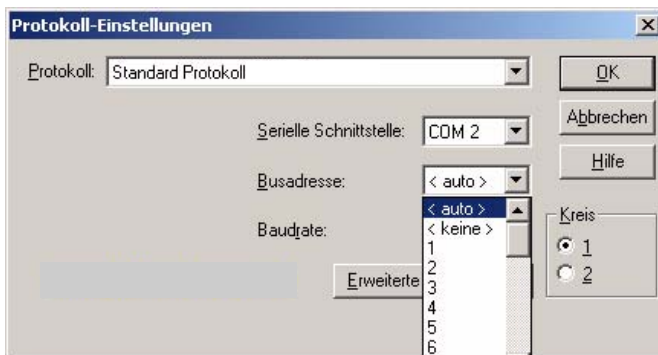 Protokoll-Einstellungen
Protokoll: Standard Protokoll
OK
Serielle Schnittstelle: COM 2
Abbrechen
Busadresse: < auto >
Hilfe
< auto >
< keine >
1
2
3
4
5
6
Baudrate:
Erweiterte
Kreis
1
2